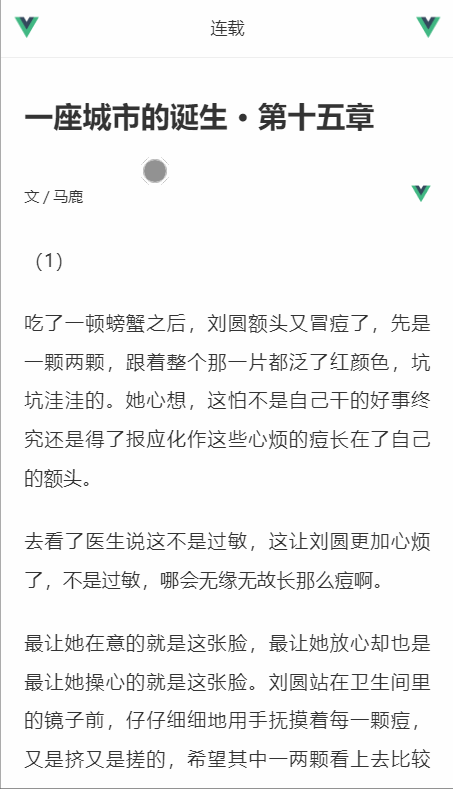 连载
一座城市的诞生·第十五章
文 / 马鹿
（1）
吃了一顿螃蟹之后，刘圆额头又冒痘了，先是
一颗两颗，跟着整个那一片都泛了红颜色，坑
坑洼洼的。她心想，这怕不是自己干的好事终
究还是得了报应化作这些心烦的痘长在了自己
的额头。
去看了医生说这不是过敏，这让刘圆更加心烦
了，不是过敏，哪会无缘无故长那么痘啊。
最让她在意的就是这张脸，最让她放心却也是
最让她操心的就是这张脸。刘圆站在卫生间里
的镜子前，仔仔细细地用手抚摸着每一颗痘，
又是挤又是搓的，希望其中一两颗看上去比较